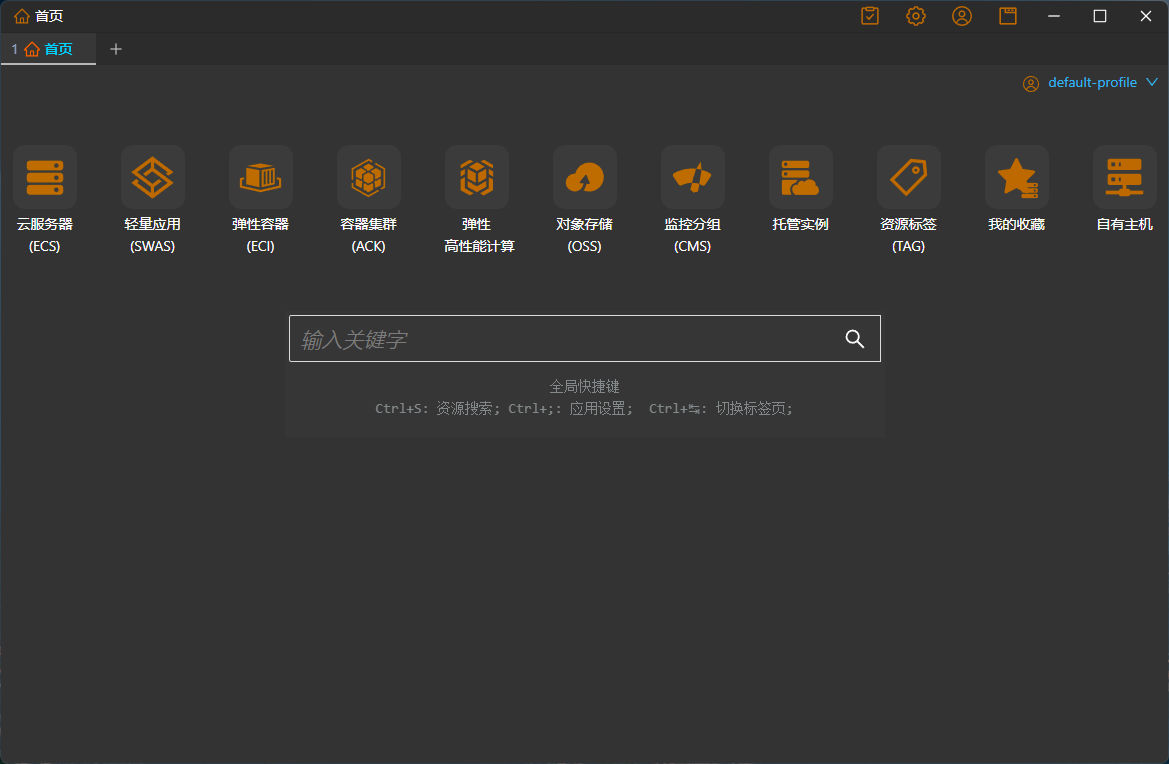 首页
1 首页
default-profile
云服务器
(ECS)
轻量应用
(SWAS)
弹性容器
(ECI)
容器集群
(ACK)
弹性
高性能计算
对象存储
(OSS)
监控分组
(CMS)
托管实例
资源标签
(TAG)
我的收藏
自有主机
输入关键字
全局快捷键
Ctrl+S: 资源搜索; Ctrl+;: 应用设置; Ctrl+↹: 切换标签页;